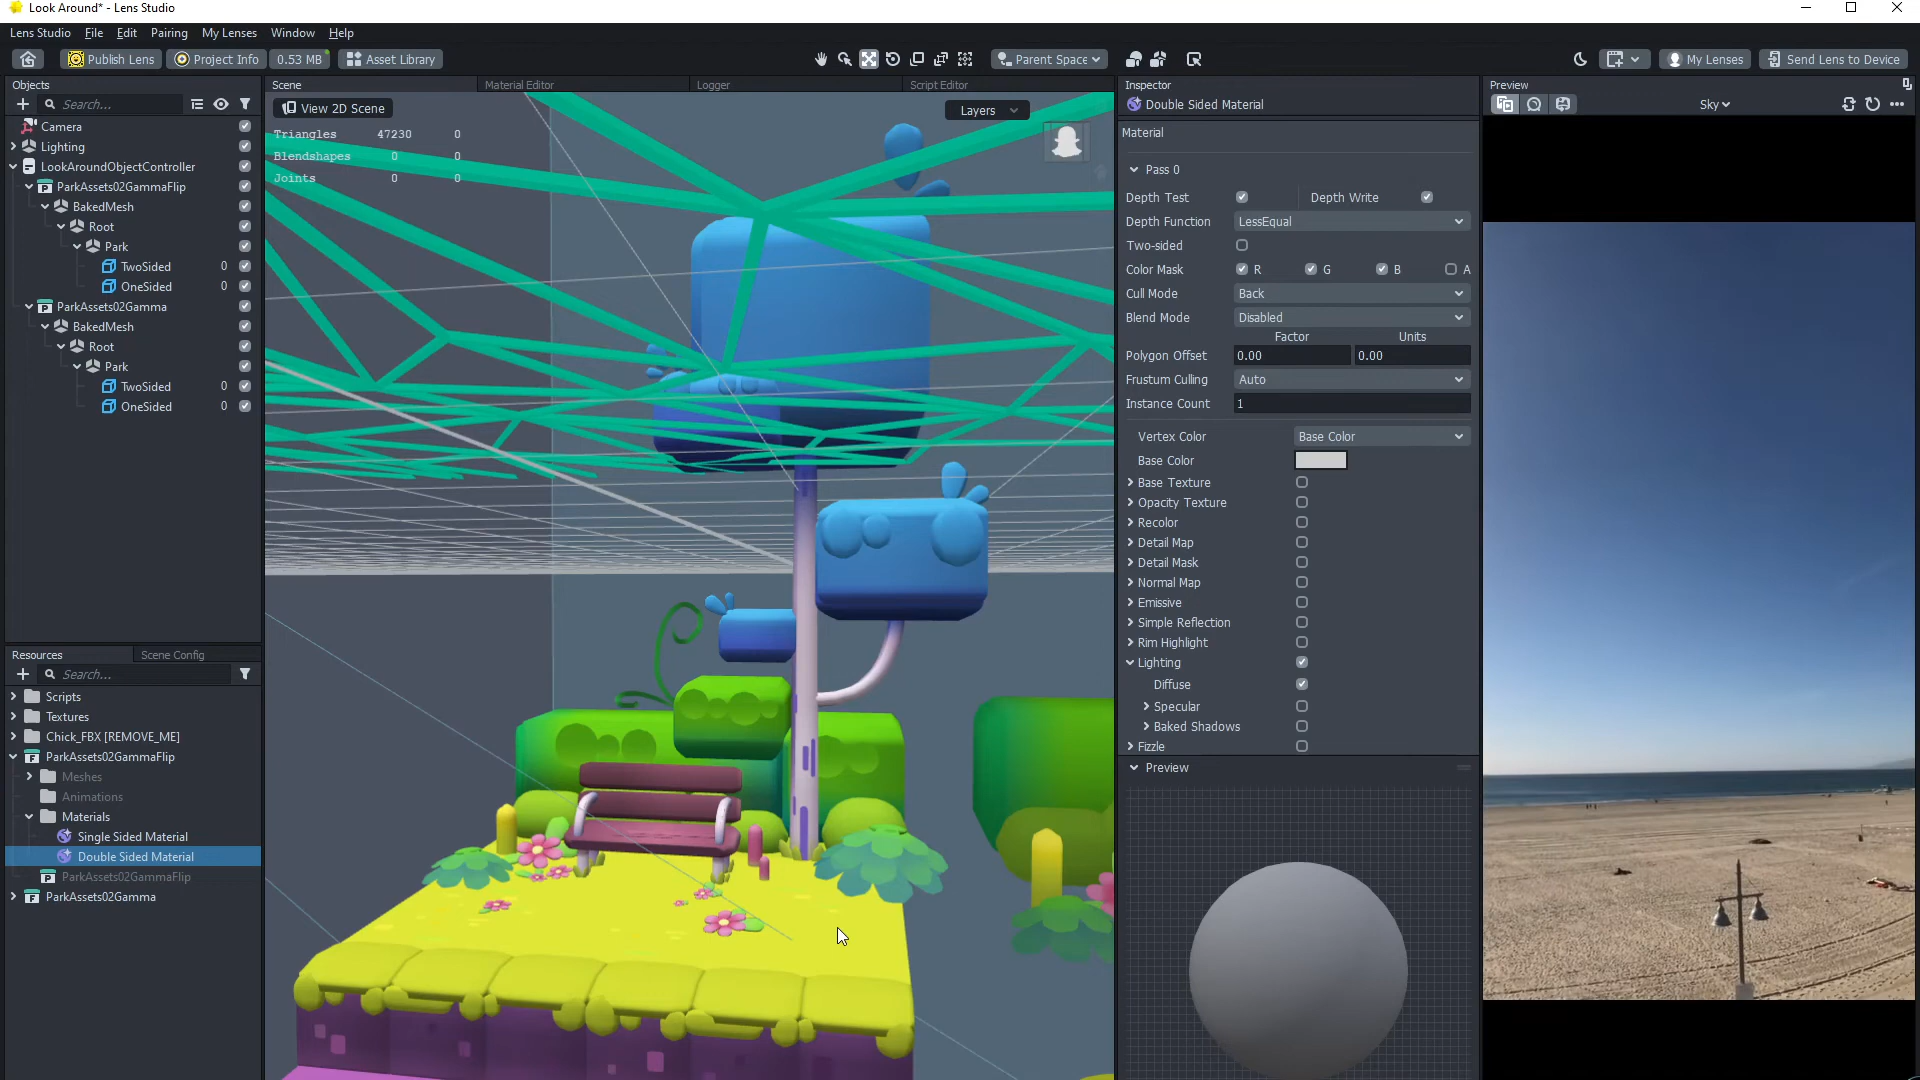 Look Around* - Lens Studio
Lens Studio File Edit Pairing My Lenses Window Help
Publish Lens Project Info 0.53 MB Asset Library Parent Space My Lenses Send Lens to Device
Objects
Search...
Camera
Lighting
LookAroundObjectController
ParkAssets02GammaFlip
BakedMesh
Root
Park
TwoSided 0
OneSided 0
ParkAssets02Gamma
BakedMesh
Root
Park
TwoSided 0
OneSided 0
Resources Scene Config
Search...
Scripts
Textures
Chick_FBX [REMOVE_ME]
ParkAssets02GammaFlip
Meshes
Animations
Materials
Single Sided Material
Double Sided Material
ParkAssets02GammaFlip
ParkAssets02Gamma
Scene Material Editor Logger Script Editor
View 2D Scene Layers
Triangles 47230 0
Blendshapes 0 0
Joints 0 0
Inspector
Double Sided Material
Material
Pass 0
Depth Test Depth Write
Depth Function LessEqual
Two-sided
Color Mask R G B A
Cull Mode Back
Blend Mode Disabled
Factor Units
Polygon Offset 0.00 0.00
Frustum Culling Auto
Instance Count 1
Vertex Color Base Color
Base Color
Base Texture
Opacity Texture
Recolor
Detail Map
Detail Mask
Normal Map
Emissive
Simple Reflection
Rim Highlight
Lighting
Diffuse
Specular
Baked Shadows
Fizzle
Preview
Preview
Sky